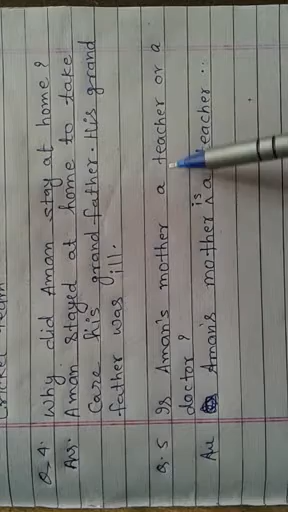 Cricket team
Q-4. Why did Aman stay at home?
Ans. Aman stayed at home to take
Care his grand father. His grand
father was ill.
Q. 5 Is Aman's mother a teacher or a
doctor?
An Aman's mother is a teacher..